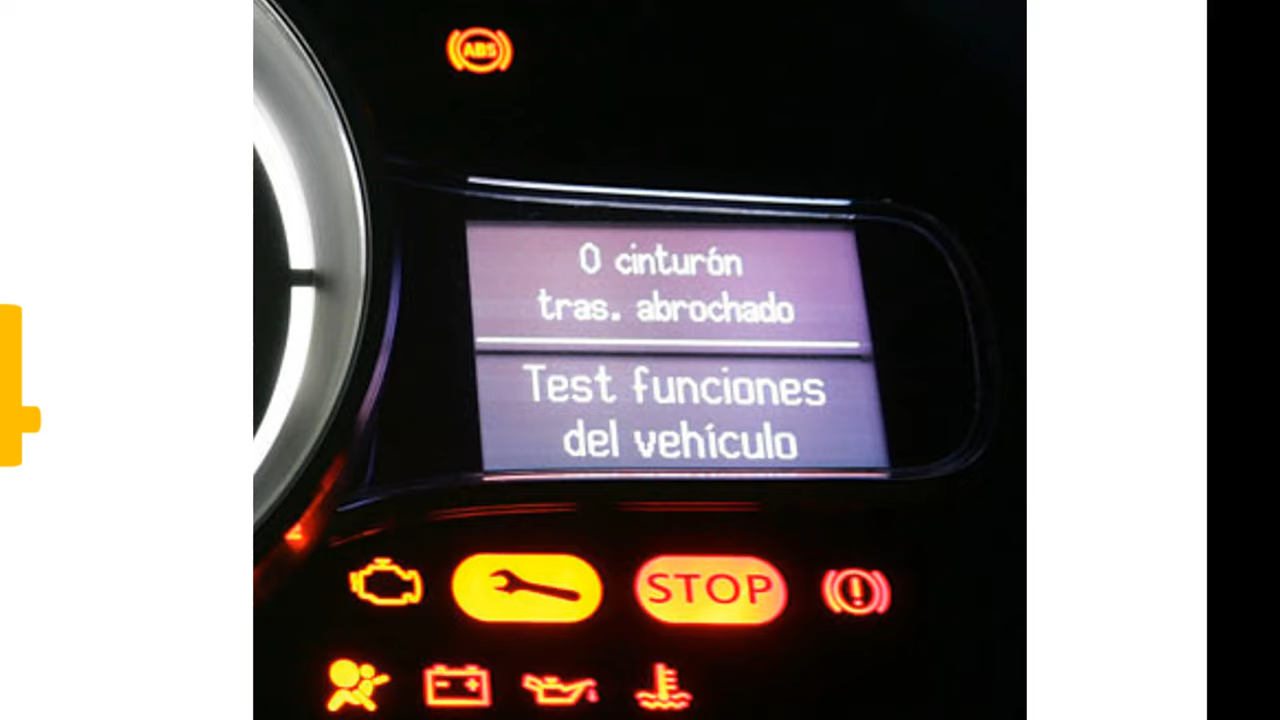 ABS
0 cinturón
tras. abrochado
Test funciones
del vehículo
STOP